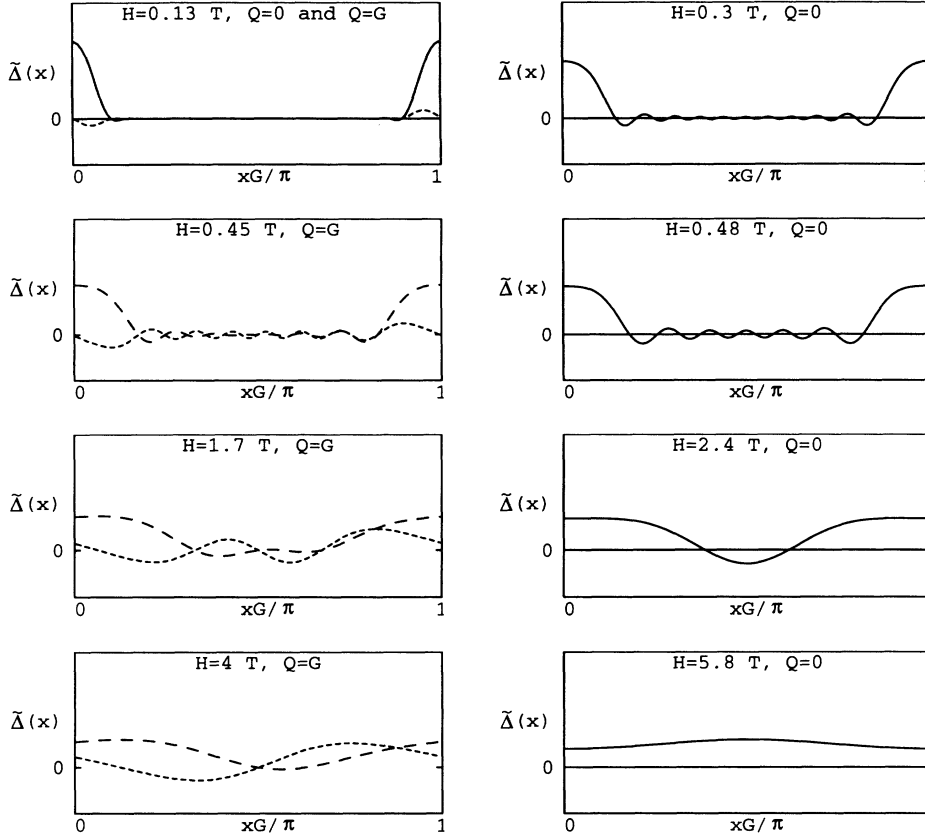 H=0.13 T, Q=0 and Q=G
Δ̃(x)
0
0
xG/π
1
H=0.3 T, Q=0
Δ̃(x)
0
0
xG/π
H=0.45 T, Q=G
Δ̃(x)
0
0
xG/π
1
H=0.48 T, Q=0
Δ̃(x)
0
0
xG/π
H=1.7 T, Q=G
Δ̃(x)
0
0
xG/π
1
H=2.4 T, Q=0
Δ̃(x)
0
0
xG/π
H=4 T, Q=G
Δ̃(x)
0
0
xG/π
1
H=5.8 T, Q=0
Δ̃(x)
0
0
xG/π